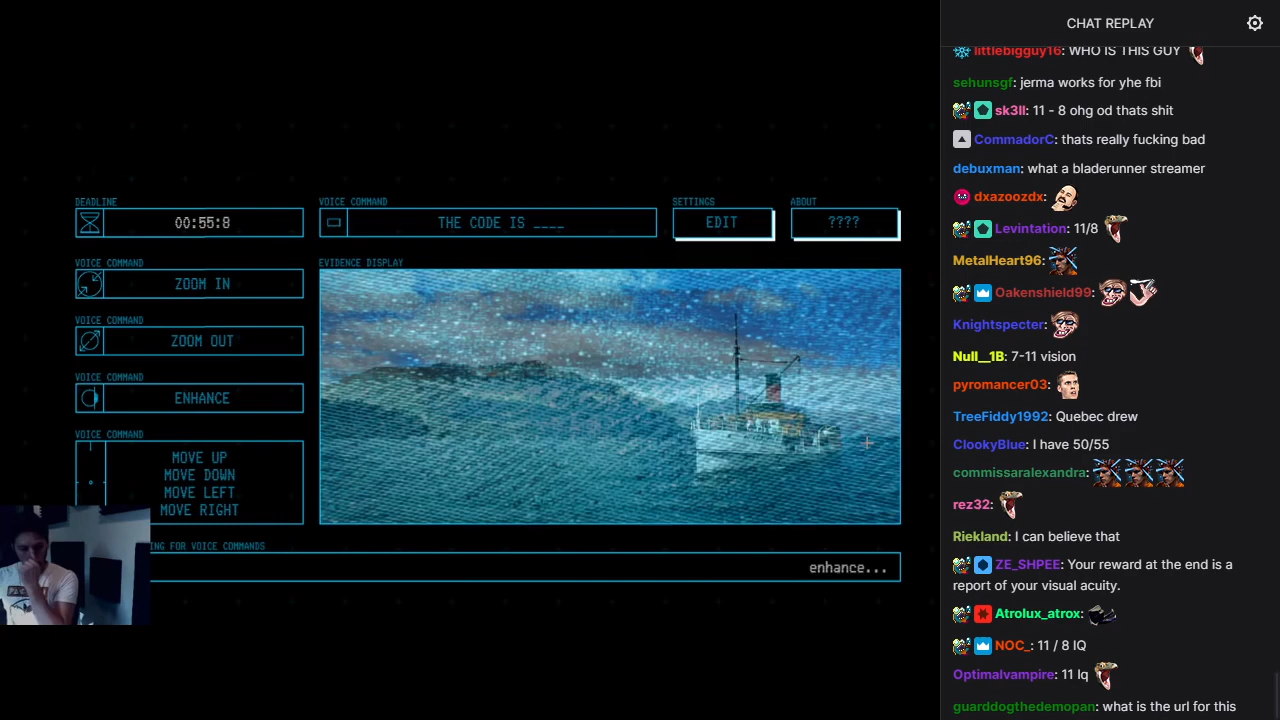 DEADLINE
00:55:8
VOICE COMMAND
THE CODE IS ____
SETTINGS
EDIT
ABOUT
????
VOICE COMMAND
ZOOM IN
VOICE COMMAND
ZOOM OUT
VOICE COMMAND
ENHANCE
VOICE COMMAND
MOVE UP
MOVE DOWN
MOVE LEFT
MOVE RIGHT
EVIDENCE DISPLAY
FOR VOICE COMMANDS
enhance...
CHAT REPLAY
littlebigguy16: WHO IS THIS GUY
sehunsgf: jerma works for yhe fbi
sk3ll: 11 - 8 ohg od thats shit
CommadorC: thats really fucking bad
debuxman: what a bladerunner streamer
dxazoozdx:
Levintation: 11/8
MetalHeart96:
Oakenshield99:
Knightspecter:
Null__1B: 7-11 vision
pyromancer03:
TreeFiddy1992: Quebec drew
ClookyBlue: I have 50/55
commissaralexandra:
rez32:
Riekland: I can believe that
ZE_SHPEE: Your reward at the end is a
report of your visual acuity.
Atrolux_atrox:
NOC_: 11 / 8 IQ
Optimalvampire: 11 Iq
guarddogthedemopan: what is the url for this